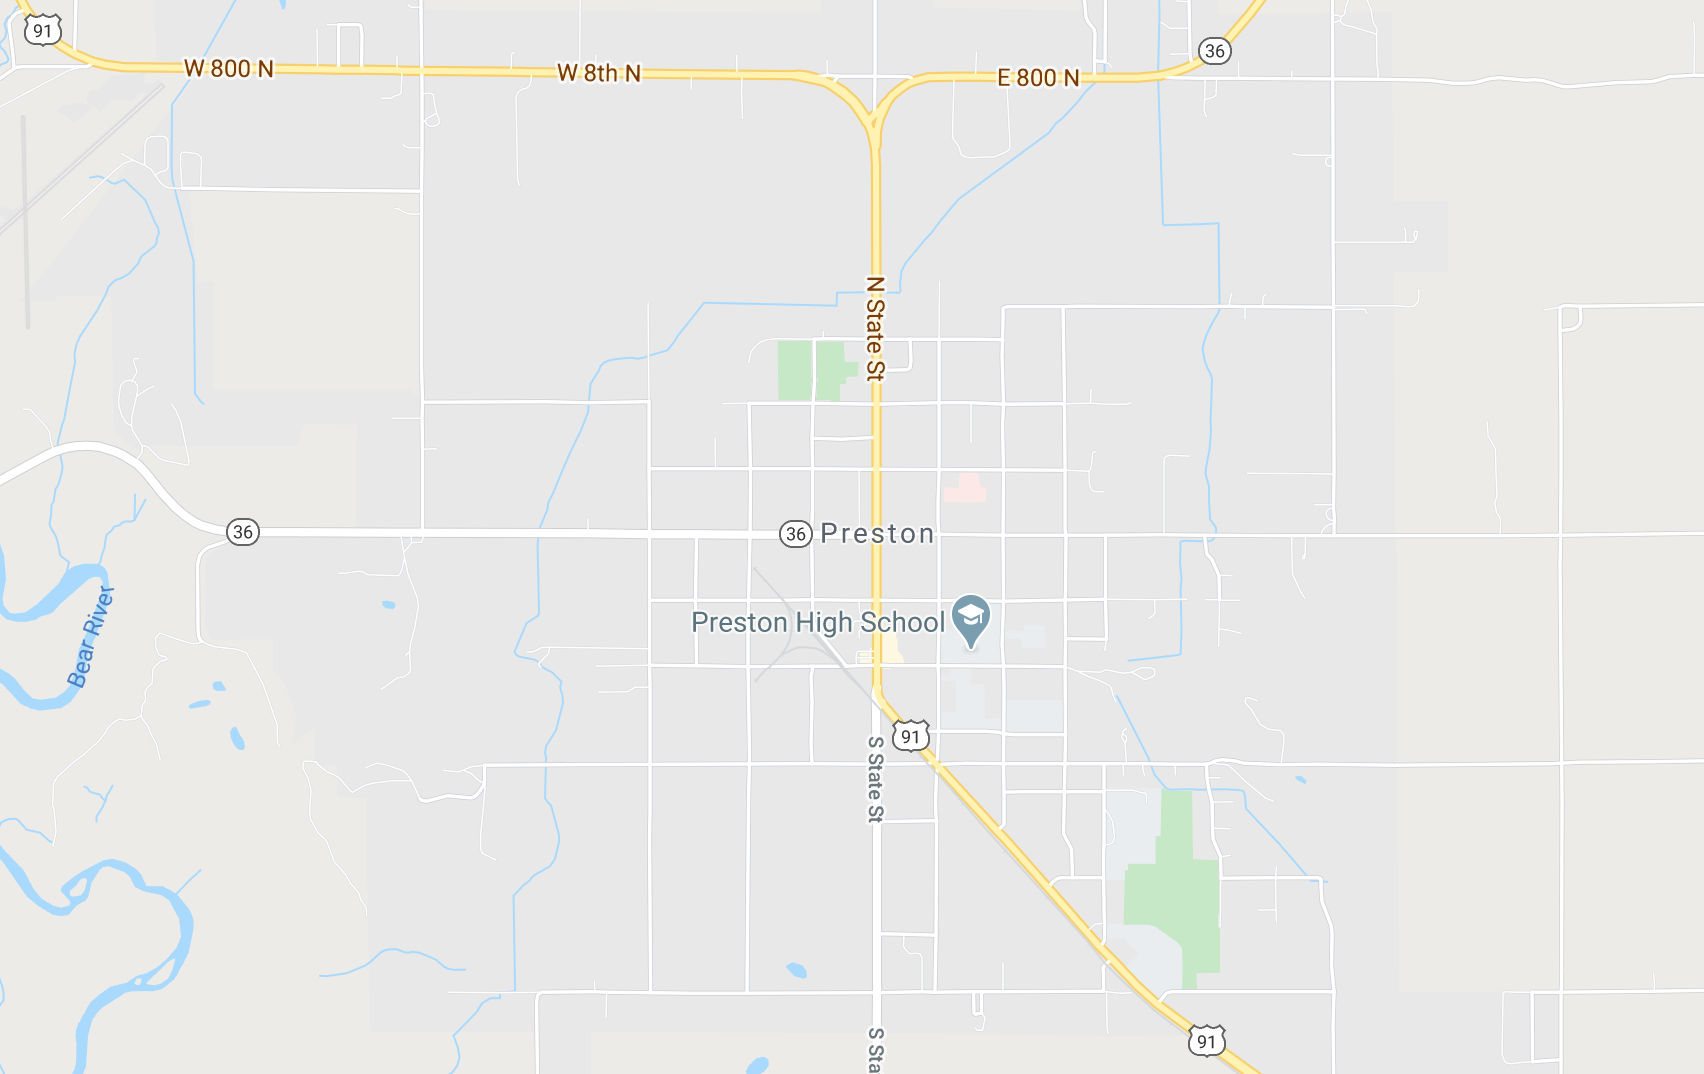 91
W 800 N
W 8th N
E 800 N
36
N State St
36
36
Preston
Preston High School
Bear River
91
S State St
91
S Sta